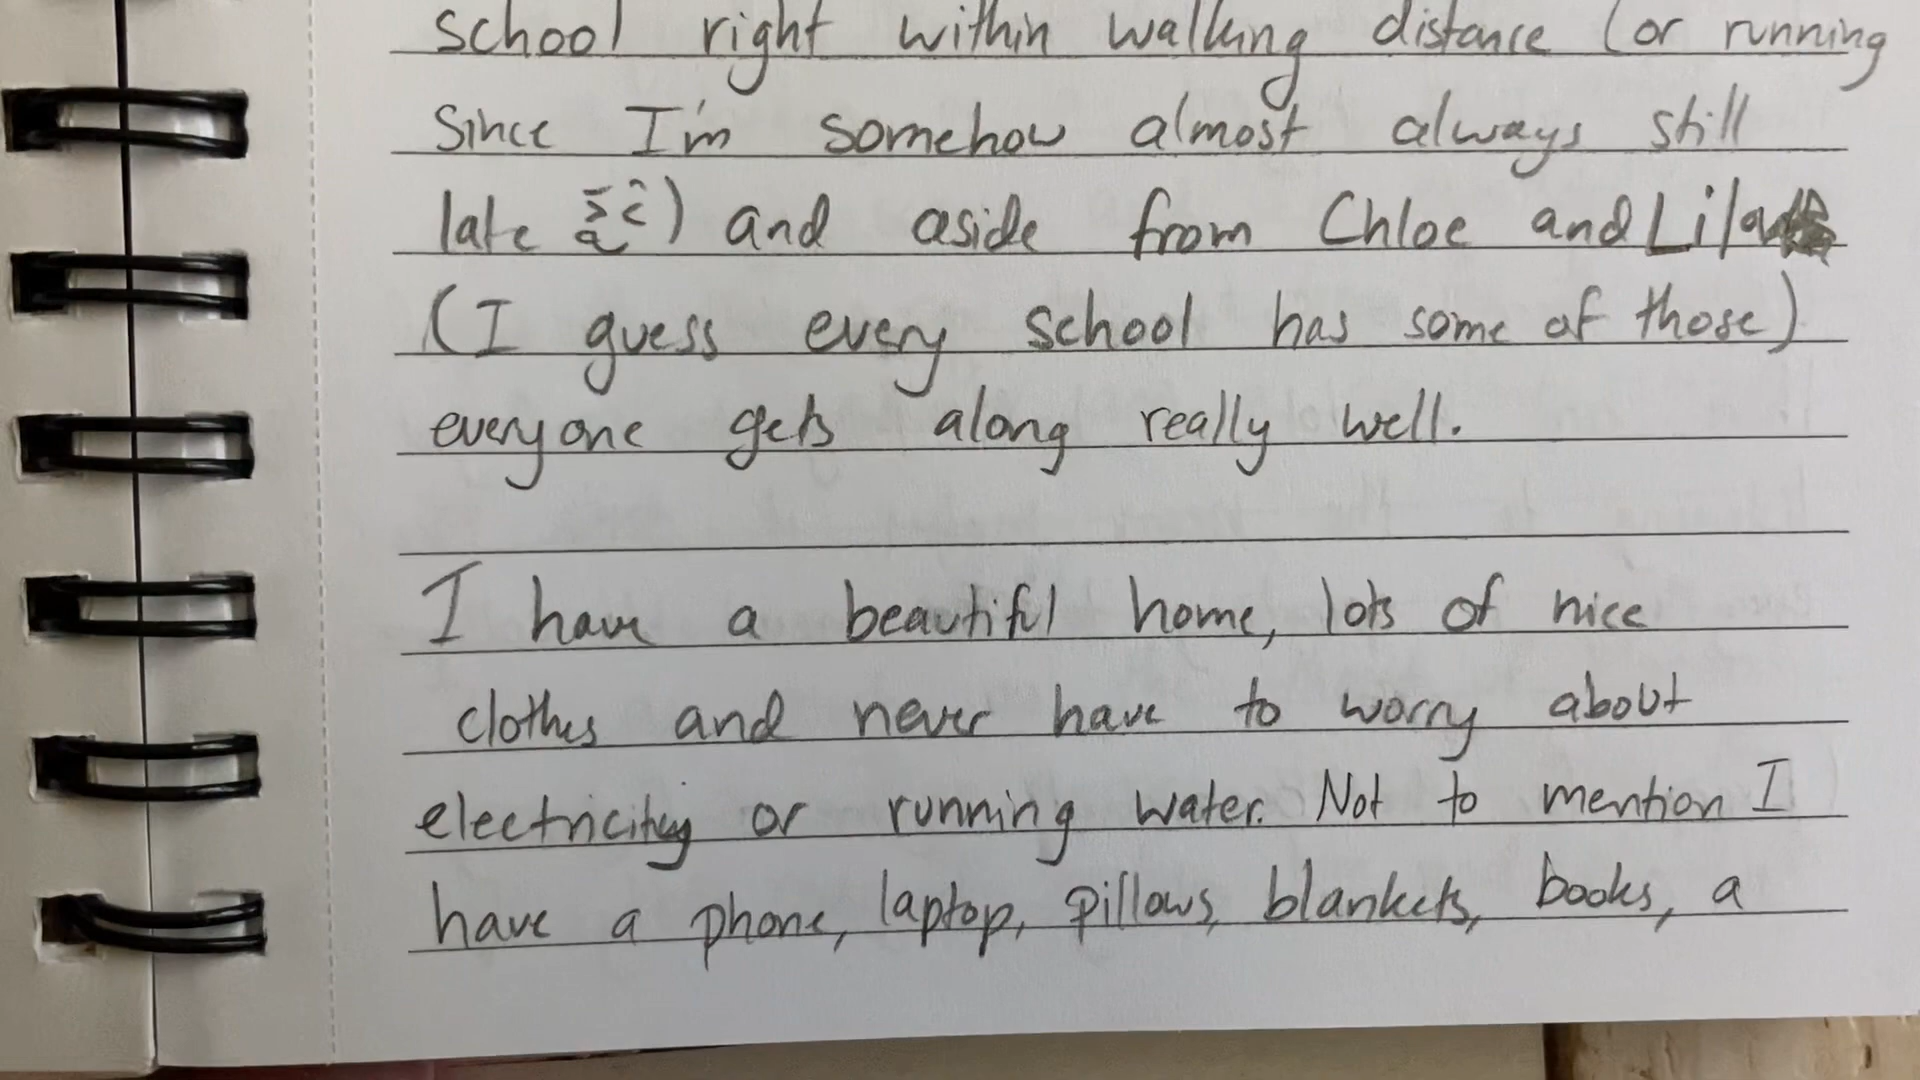 school right within walking distance (or running
since I'm somehow almost always still
late ) and aside from Chloe and Lila
(I guess every school has some of those)
everyone gets along really well.
I have a beautiful home, lots of nice
clothes and never have to worry about
electricity or running water. Not to mention I
have a phone, laptop, pillows, blankets, books, a